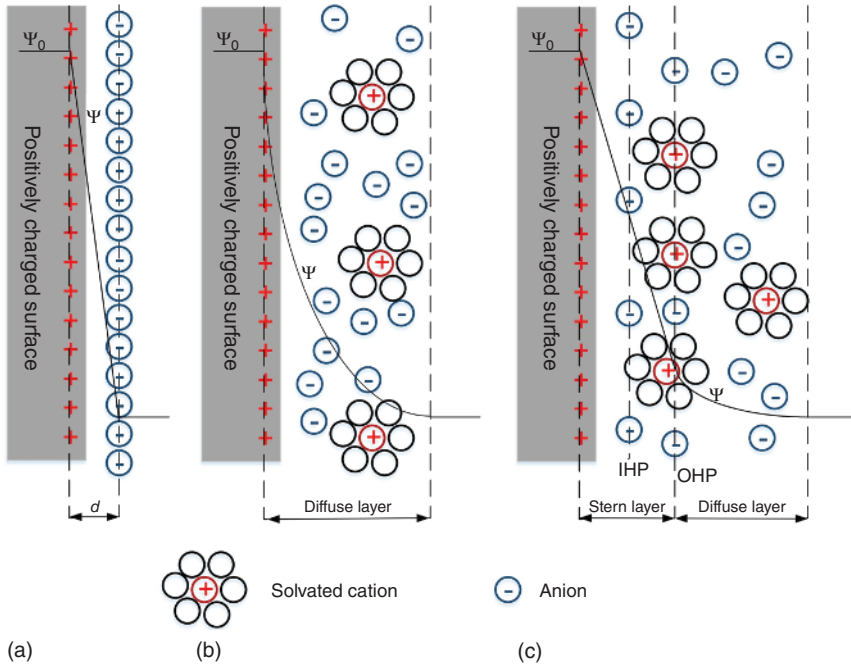 Ψ0
Ψ
Positively charged surface
d
(a)
Ψ0
Ψ
Positively charged surface
Diffuse layer
(b)
Ψ0
Positively charged surface
Ψ
IHP
OHP
Stern layer
Diffuse layer
(c)
Solvated cation
Anion